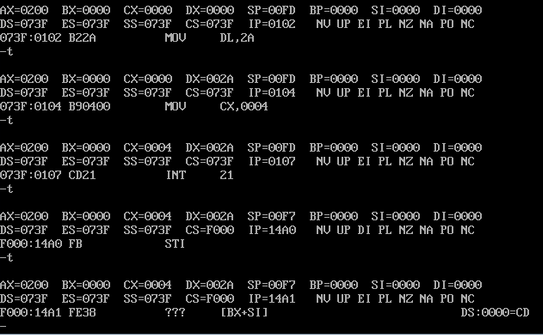 AX=0200  BX=0000  CX=0000  DX=0000  SP=00FD  BP=0000  SI=0000  DI=0000
DS=073F  ES=073F  SS=073F  CS=073F  IP=0102   NV UP EI PL NZ NA PO NC
073F:0102 B22A          MOV     DL,2A
-t
AX=0200  BX=0000  CX=0000  DX=002A  SP=00FD  BP=0000  SI=0000  DI=0000
DS=073F  ES=073F  SS=073F  CS=073F  IP=0104   NV UP EI PL NZ NA PO NC
073F:0104 B90400        MOV     CX,0004
-t
AX=0200  BX=0000  CX=0004  DX=002A  SP=00FD  BP=0000  SI=0000  DI=0000
DS=073F  ES=073F  SS=073F  CS=073F  IP=0107   NV UP EI PL NZ NA PO NC
073F:0107 CD21          INT     21
-t
AX=0200  BX=0000  CX=0004  DX=002A  SP=00F7  BP=0000  SI=0000  DI=0000
DS=073F  ES=073F  SS=073F  CS=F000  IP=14A0   NV UP DI PL NZ NA PO NC
F000:14A0 FB            STI
-t
AX=0200  BX=0000  CX=0004  DX=002A  SP=00F7  BP=0000  SI=0000  DI=0000
DS=073F  ES=073F  SS=073F  CS=F000  IP=14A1   NV UP EI PL NZ NA PO NC
F000:14A1 FE38          ???     [BX+SI]                            DS:0000=CD
-